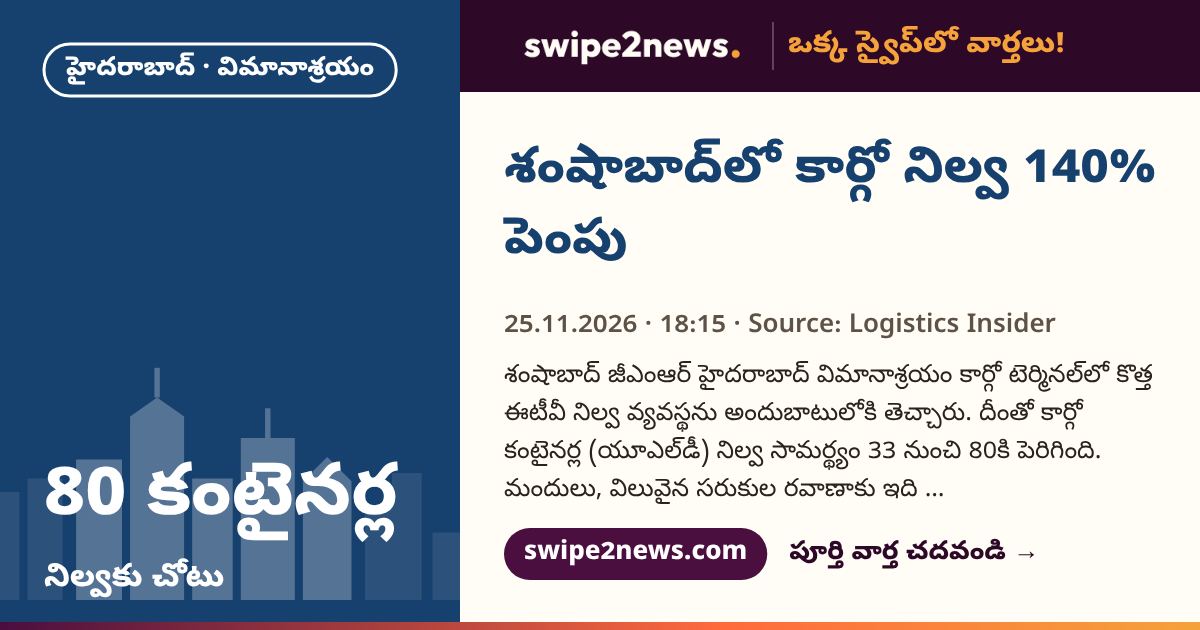 హైదరాబాద్ · విమానాశ్రయం
80 కంటైనర్ల
నిల్వకు చోటు
swipe2news.
ఒక్క స్వైప్‌లో వార్తలు!
శంషాబాద్‌లో కార్గో నిల్వ 140%
పెంపు
25.11.2026 · 18:15 · Source: Logistics Insider
శంషాబాద్ జీఎంఆర్ హైదరాబాద్ విమానాశ్రయం కార్గో టెర్మినల్‌లో కొత్త
ఈటీవీ నిల్వ వ్యవస్థను అందుబాటులోకి తెచ్చారు. దీంతో కార్గో
కంటైనర్ల (యూఎల్‌డీ) నిల్వ సామర్థ్యం 33 నుంచి 80కి పెరిగింది.
మందులు, విలువైన సరుకుల రవాణాకు ఇది ...
swipe2news.com
పూర్తి వార్త చదవండి →